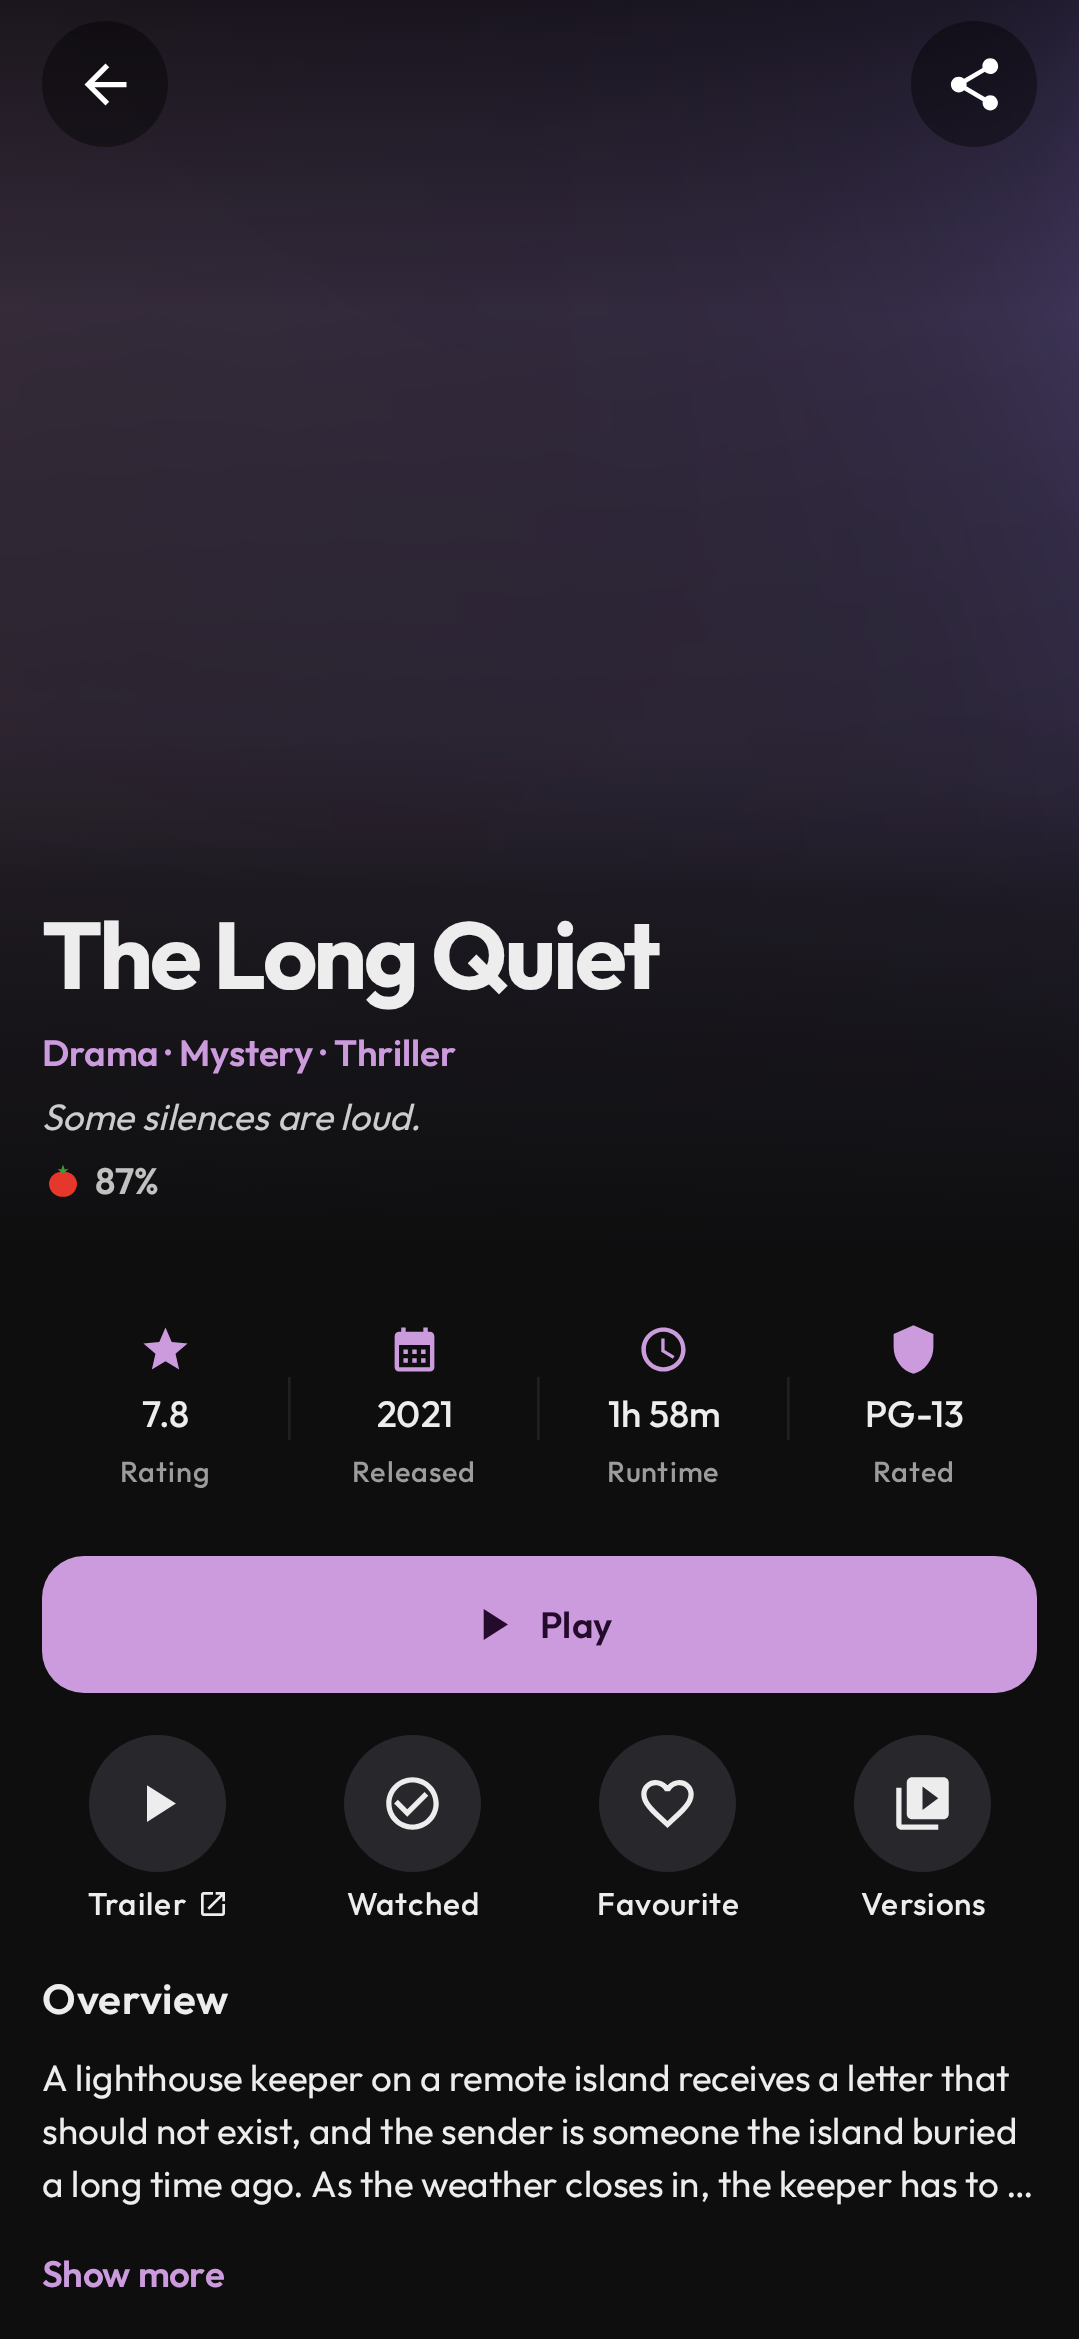 The Long Quiet
Drama · Mystery · Thriller
Some silences are loud.
87%
7.8
2021
1h 58m
PG-13
Rating
Released
Runtime
Rated
Play
Trailer
Watched
Favourite
Versions
Overview
A lighthouse keeper on a remote island receives a letter that
should not exist, and the sender is someone the island buried
a long time ago. As the weather closes in, the keeper has to ...
Show more